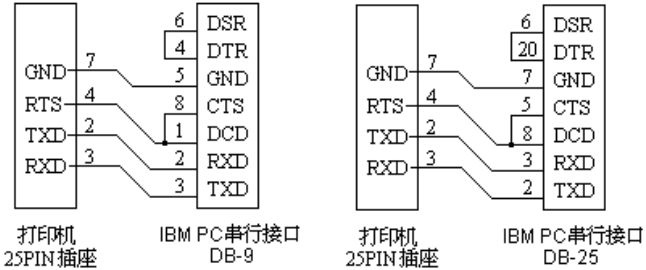 6 DSR
4 DTR
GND 7 5 GND
RTS 4 8 CTS
1 DCD
TXD 2 2 RXD
RXD 3 3 TXD
打印机
25PIN插座
IBM PC串行接口
DB-9
6 DSR
20 DTR
GND 7 7 GND
RTS 4 5 CTS
8 DCD
TXD 2 3 RXD
RXD 3 2 TXD
打印机
25PIN插座
IBM PC串行接口
DB-25